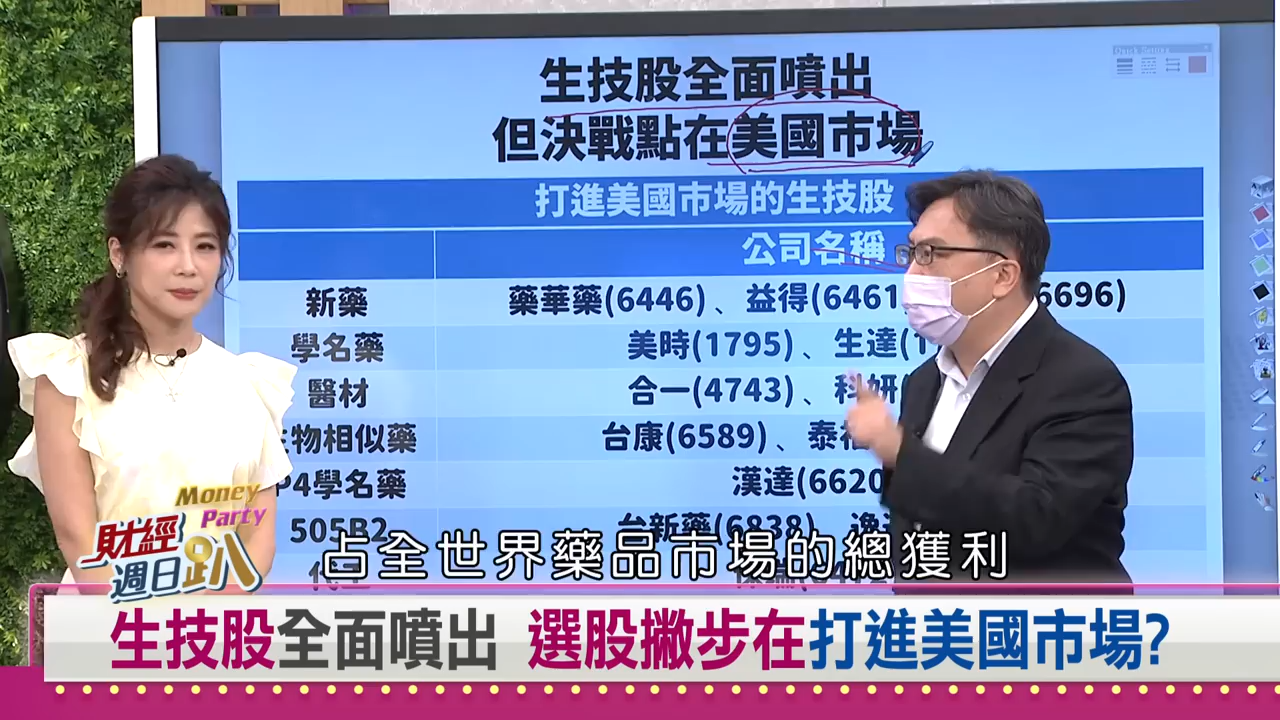 Quick Setting
生技股全面噴出
但決戰點在美國市場
打進美國市場的生技股
公司名稱
新藥 藥華藥(6446)、益得(6461 6696)
學名藥 美時(1795)、生達(1
醫材 合一(4743)、科妍(
物相似藥 台康(6589)、泰福
P4學名藥 漢達(6620
505B2 台新藥(6838)、逸達
Money
Party
財經
週日趴
占全世界藥品市場的總獲利
生技股全面噴出 選股撇步在打進美國市場?